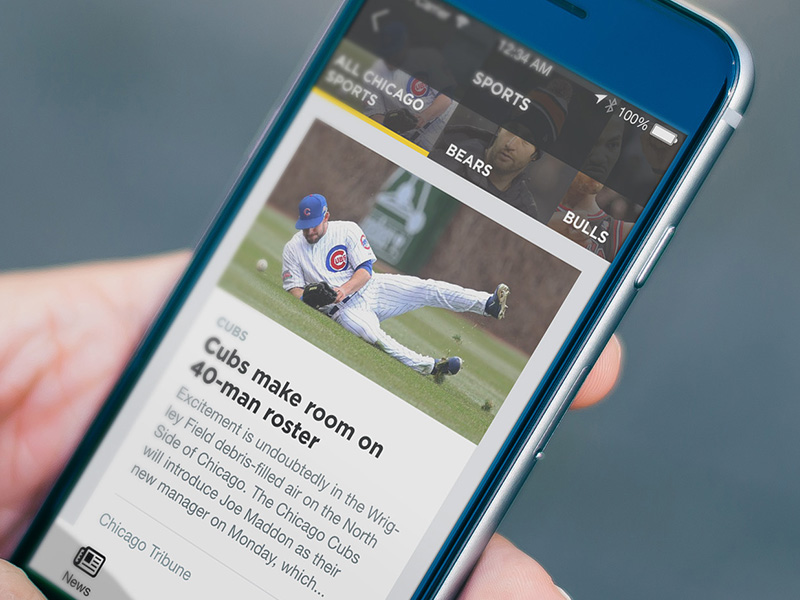 12:34 AM
100%
SPORTS
ALL CHICAGO
SPORTS
BEARS
BULLS
CUBS
Cubs make room on
40-man roster
Excitement is undoubtedly in the Wrig-
ley Field debris-filled air on the North
Side of Chicago. The Chicago Cubs
will introduce Joe Maddon as their
new manager on Monday, which...
Chicago Tribune
News